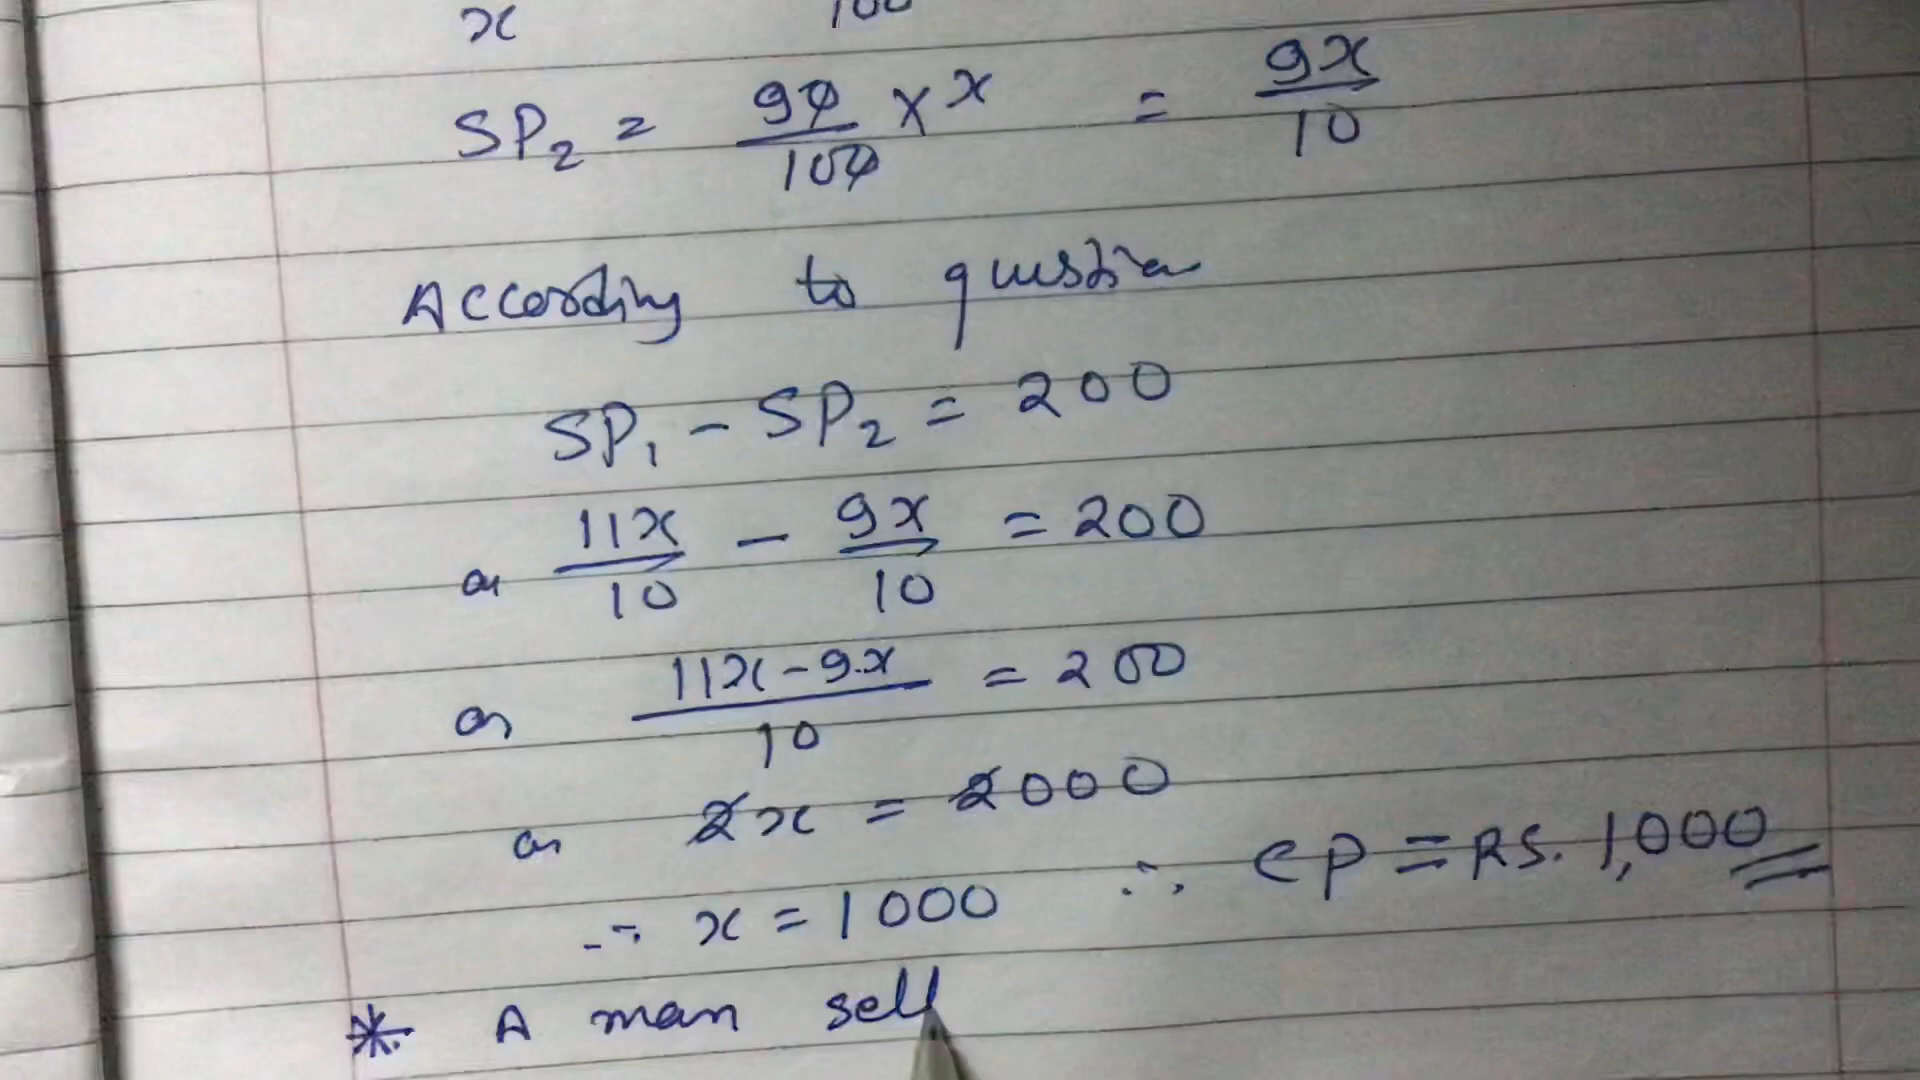 x 100
SP₂ = 90/100 × x = 9x/10
According to question
SP₁ - SP₂ = 200
or 11x/10 - 9x/10 = 200
or 11x-9x/10 = 200
or 2x = 2000
∴ x = 1000 ∴ CP = RS. 1,000
* A man sell